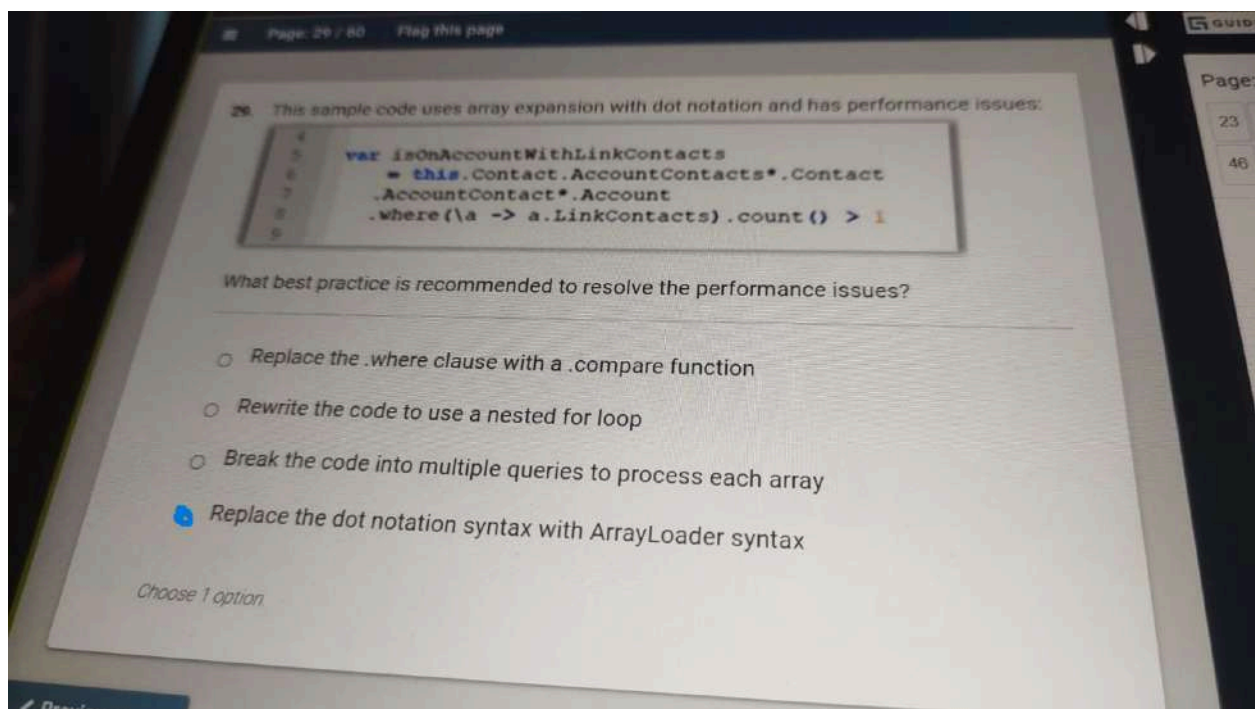 Page: 29 / 60 Flag this page
GUID
Page:
23
46
29. This sample code uses array expansion with dot notation and has performance issues:
4
5 var isOnAccountWithLinkContacts
6 = this.Contact.AccountContacts*.Contact
7 .AccountContact*.Account
8 .where(\a -> a.LinkContacts).count() > 1
9
What best practice is recommended to resolve the performance issues?
Replace the .where clause with a .compare function
Rewrite the code to use a nested for loop
Break the code into multiple queries to process each array
Replace the dot notation syntax with ArrayLoader syntax
Choose 1 option